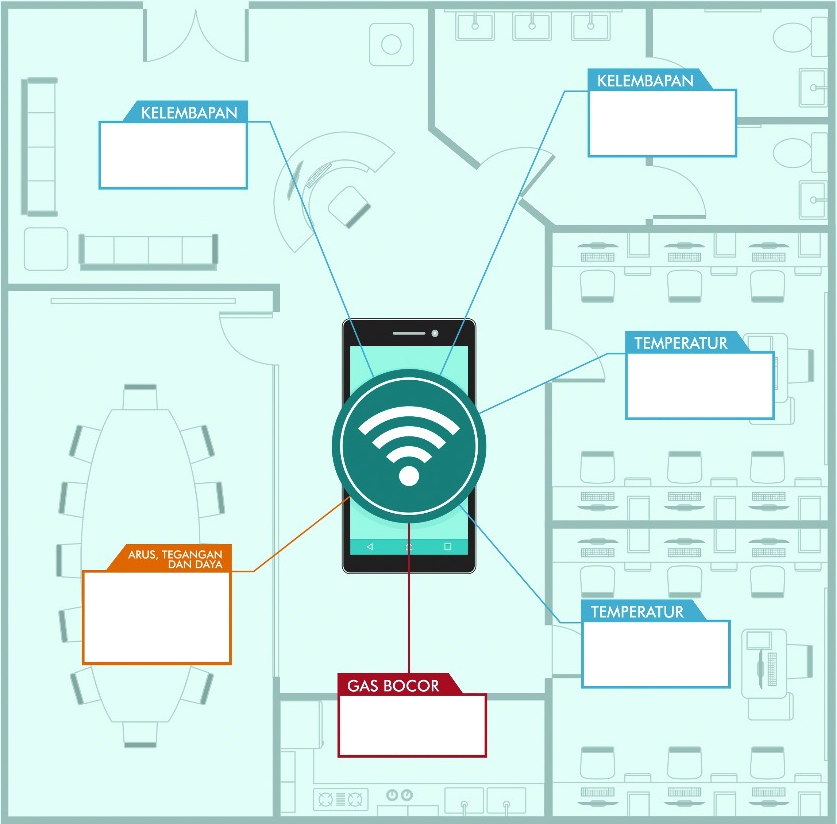 KELEMBAPAN
KELEMBAPAN
TEMPERATUR
ARUS, TEGANGAN
DAN DAYA
TEMPERATUR
GAS BOCOR